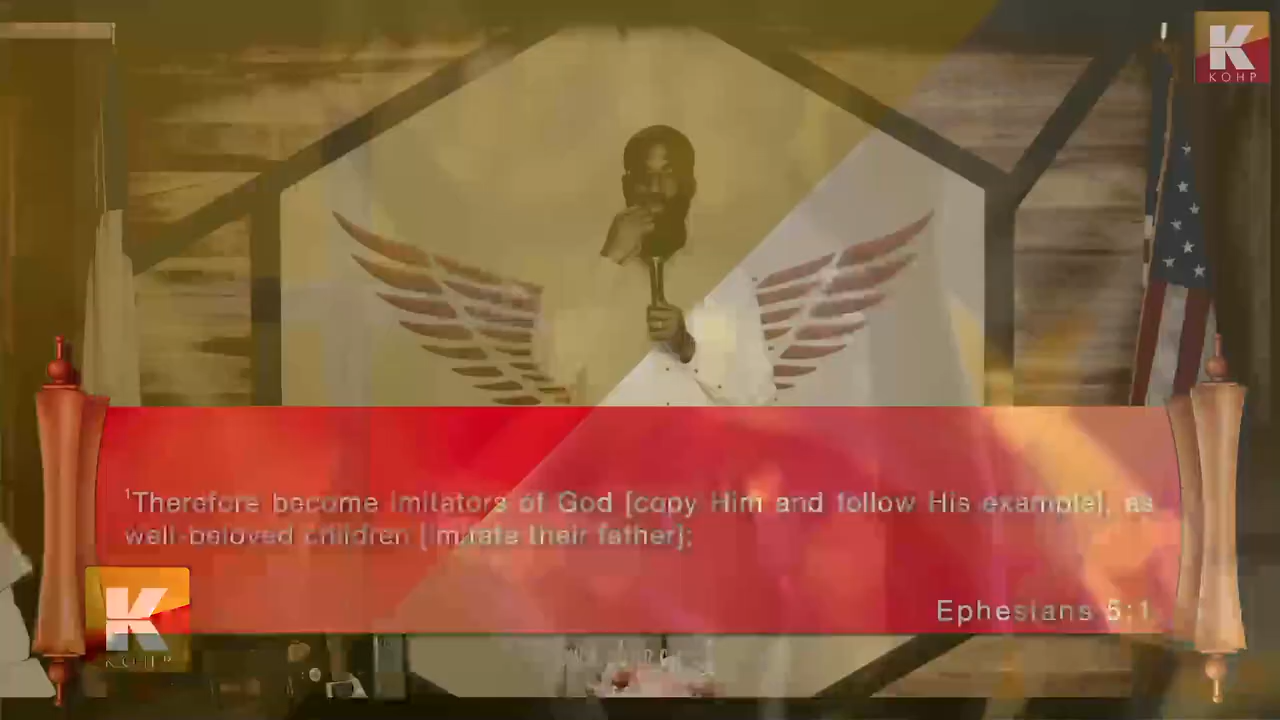 K
KOHP
¹Therefore become imitators of God [copy Him and follow His example], as
well-beloved children [imitate their father];
Ephesians 5:1
K
KOHP